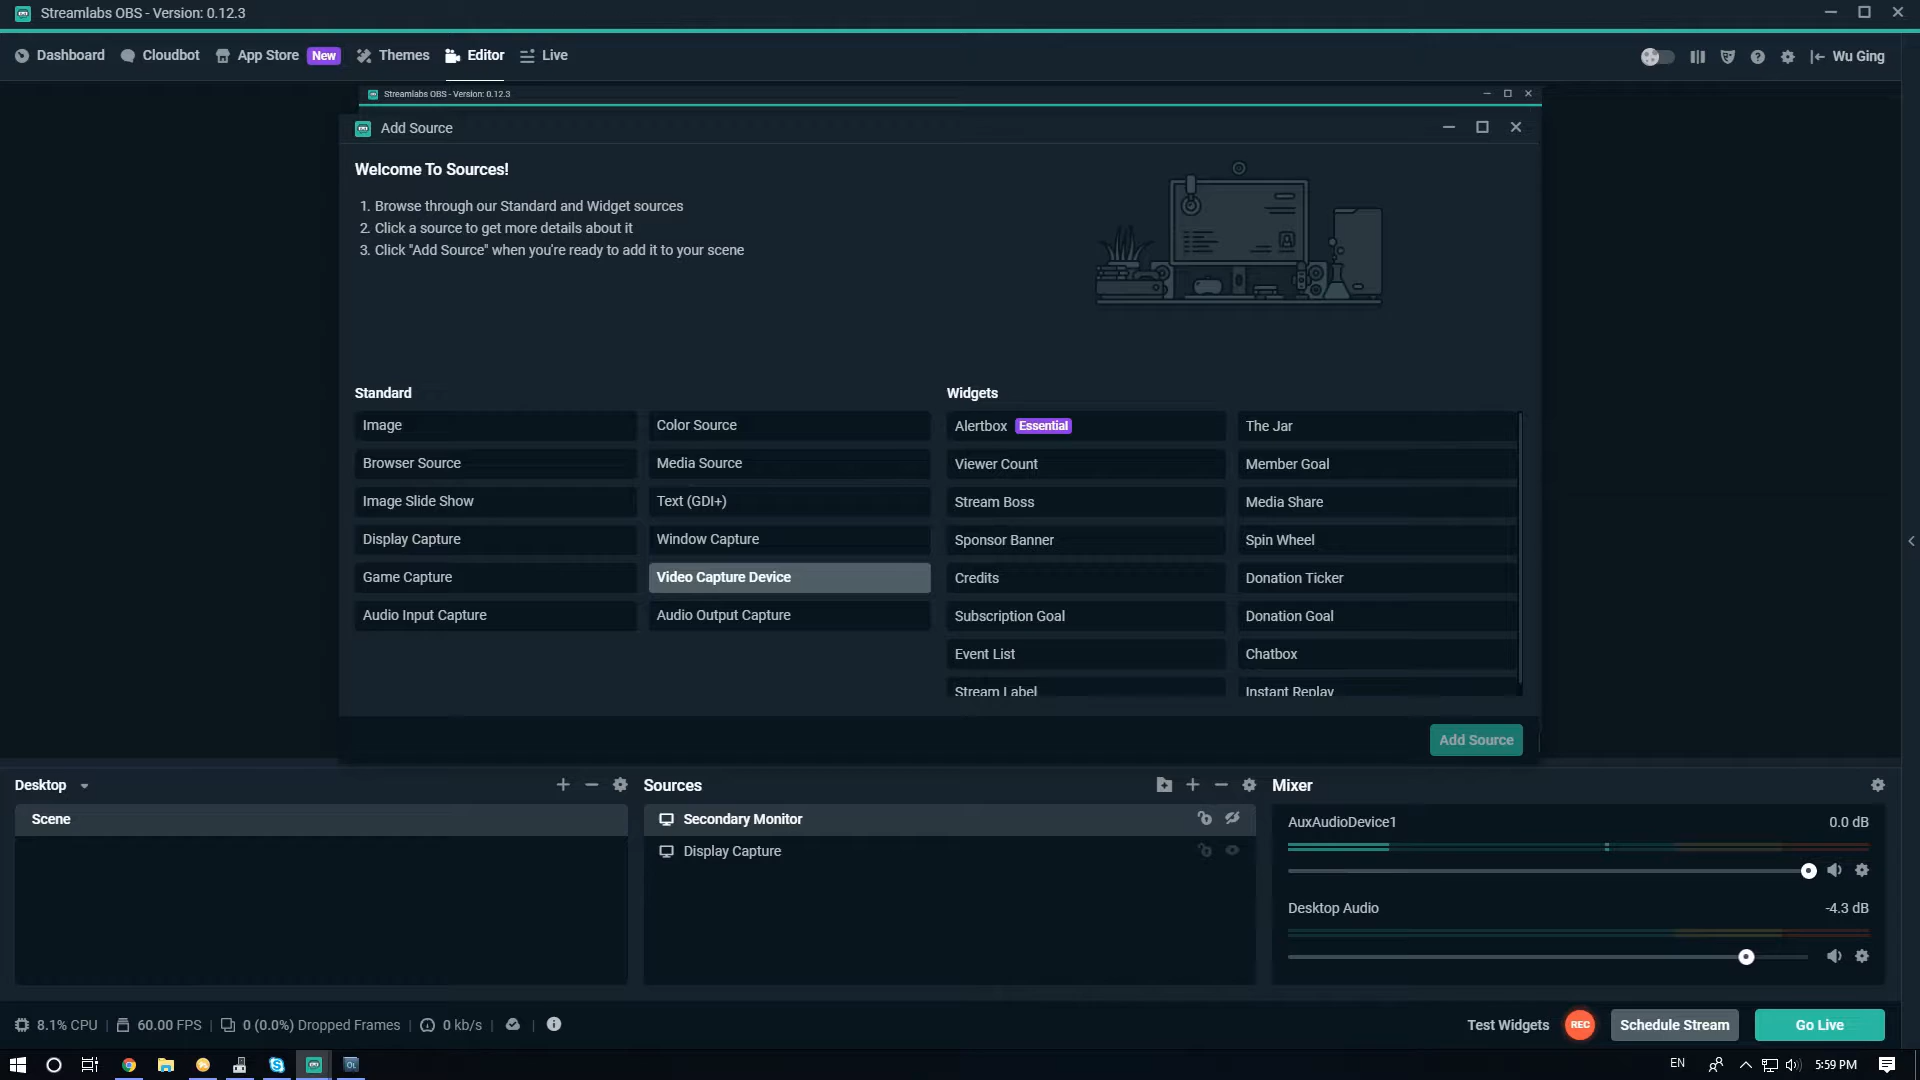 Streamlabs OBS - Version: 0.12.3
Dashboard
Cloudbot
App Store New
Themes
Editor
Live
Wu Ging
Streamlabs OBS - Version: 0.12.3
Add Source
Welcome To Sources!
1. Browse through our Standard and Widget sources
2. Click a source to get more details about it
3. Click "Add Source" when you're ready to add it to your scene
Standard
Image
Color Source
Browser Source
Media Source
Image Slide Show
Text (GDI+)
Display Capture
Window Capture
Game Capture
Video Capture Device
Audio Input Capture
Audio Output Capture
Widgets
Alertbox Essential
The Jar
Viewer Count
Member Goal
Stream Boss
Media Share
Sponsor Banner
Spin Wheel
Credits
Donation Ticker
Subscription Goal
Donation Goal
Event List
Chatbox
Stream Label
Instant Replay
Add Source
Desktop
Scene
Sources
Secondary Monitor
Display Capture
Mixer
AuxAudioDevice1
0.0 dB
Desktop Audio
-4.3 dB
8.1% CPU | 60.00 FPS | 0 (0.0%) Dropped Frames | 0 kb/s | |
Test Widgets
REC
Schedule Stream
Go Live
EN
5:59 PM